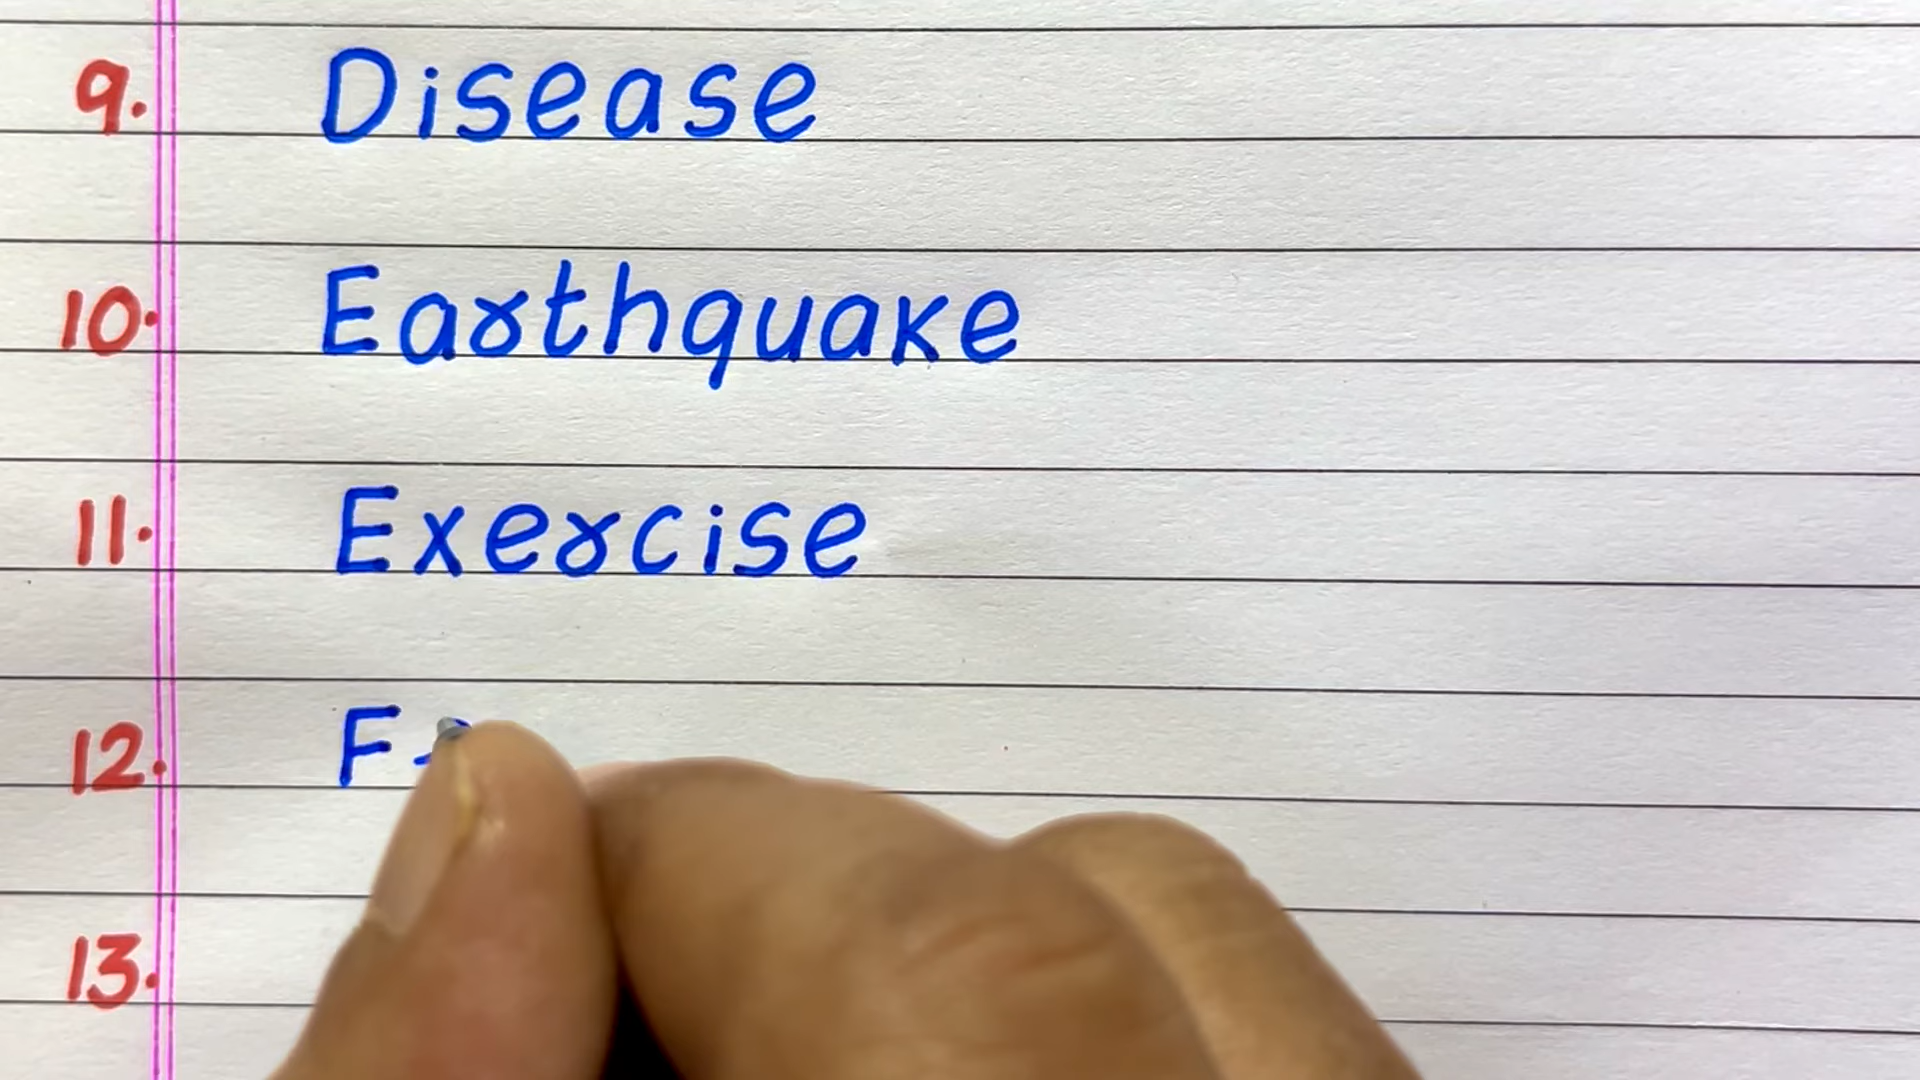 9. Disease
10. Earthquake
11. Exercise
12. F
13.